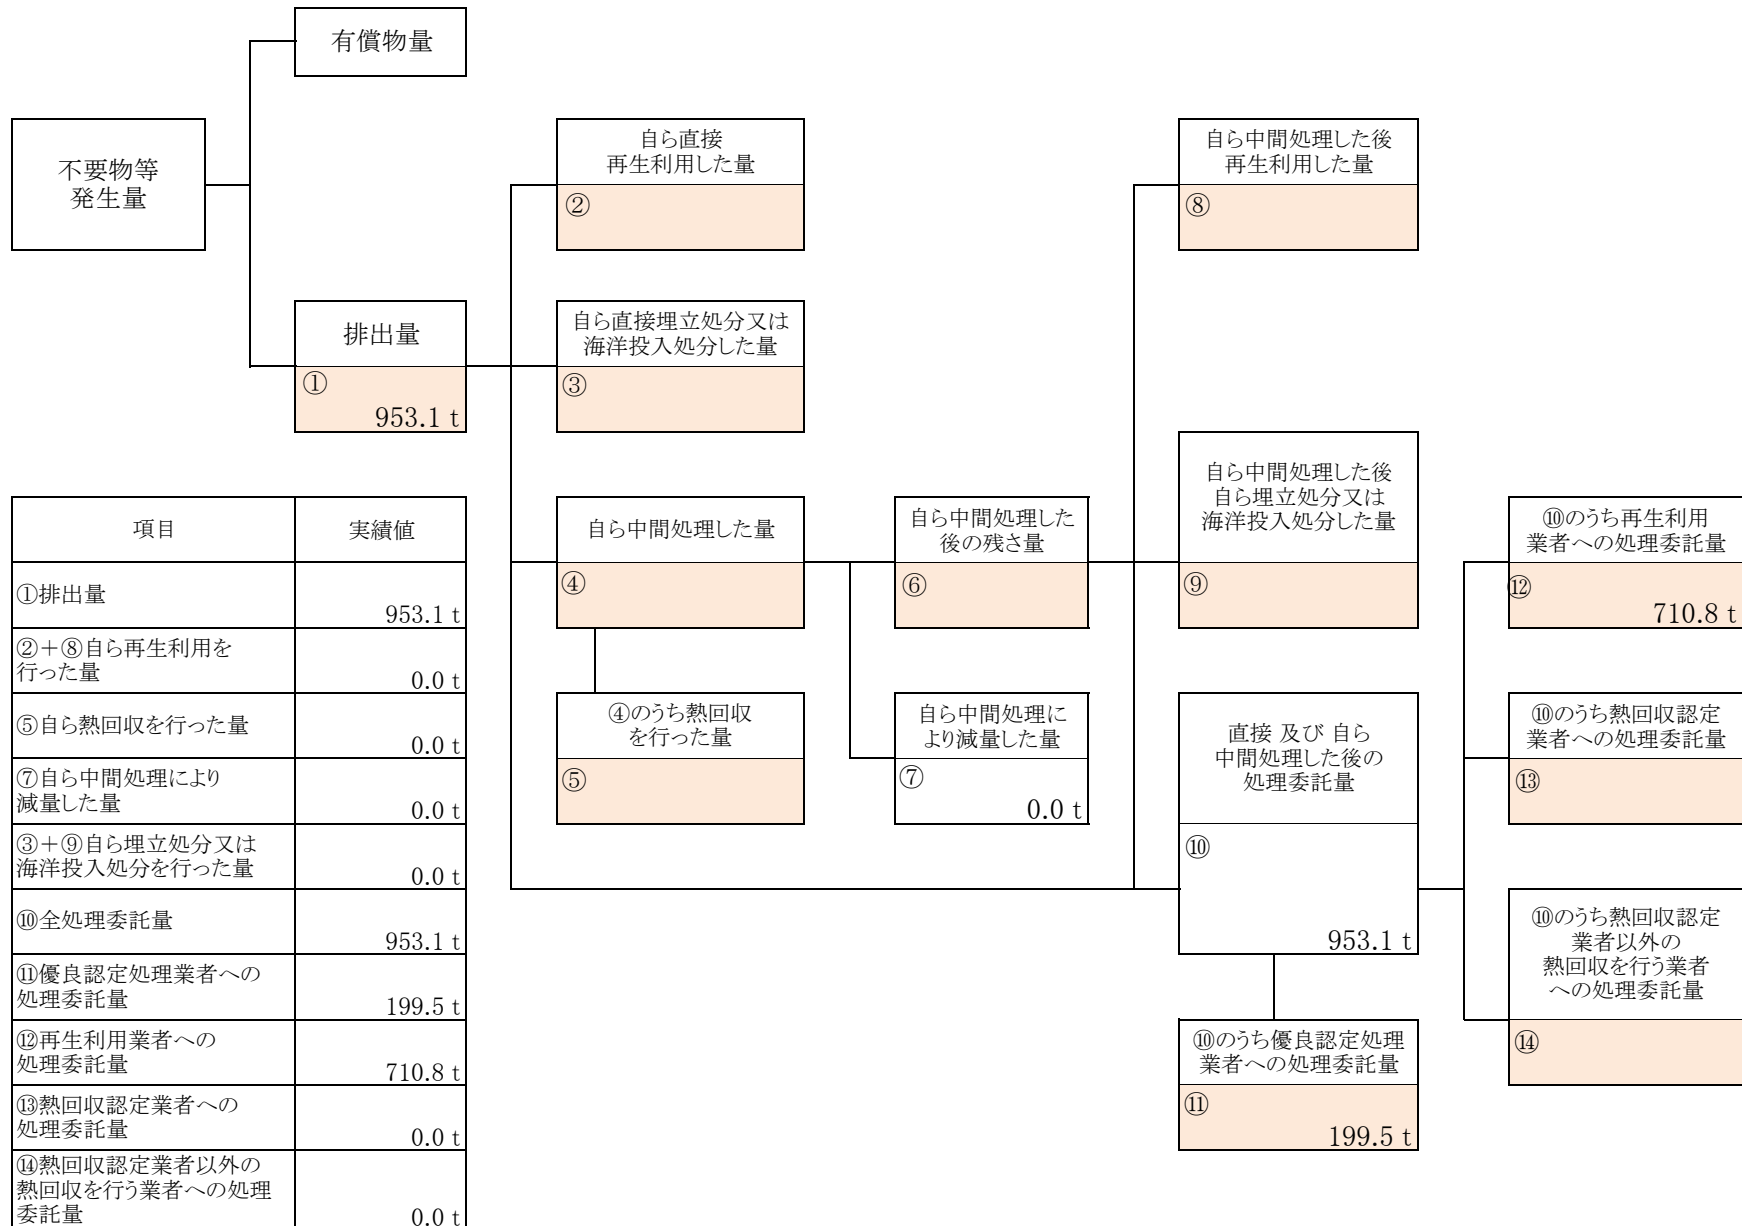 有償物量
不要物等
発生量
自ら直接
再生利用した量
②
自ら中間処理した後
再生利用した量
⑧
排出量
①
953.1 t
自ら直接埋立処分又は
海洋投入処分した量
③
自ら中間処理した量
④
自ら中間処理した
後の残さ量
⑥
自ら中間処理した後
自ら埋立処分又は
海洋投入処分した量
⑨
⑩のうち再生利用
業者への処理委託量
⑫
710.8 t
④のうち熱回収
を行った量
⑤
自ら中間処理に
より減量した量
⑦
0.0 t
直接 及び 自ら
中間処理した後の
処理委託量
⑩
953.1 t
⑩のうち熱回収認定
業者への処理委託量
⑬
⑩のうち熱回収認定
業者以外の
熱回収を行う業者
への処理委託量
⑭
⑩のうち優良認定処理
業者への処理委託量
⑪
199.5 t
項目 実績値
①排出量
953.1 t
②＋⑧自ら再生利用を
行った量
0.0 t
⑤自ら熱回収を行った量
0.0 t
⑦自ら中間処理により
減量した量
0.0 t
③＋⑨自ら埋立処分又は
海洋投入処分を行った量
0.0 t
⑩全処理委託量
953.1 t
⑪優良認定処理業者への
処理委託量
199.5 t
⑫再生利用業者への
処理委託量
710.8 t
⑬熱回収認定業者への
処理委託量
0.0 t
⑭熱回収認定業者以外の
熱回収を行う業者への処理
委託量
0.0 t